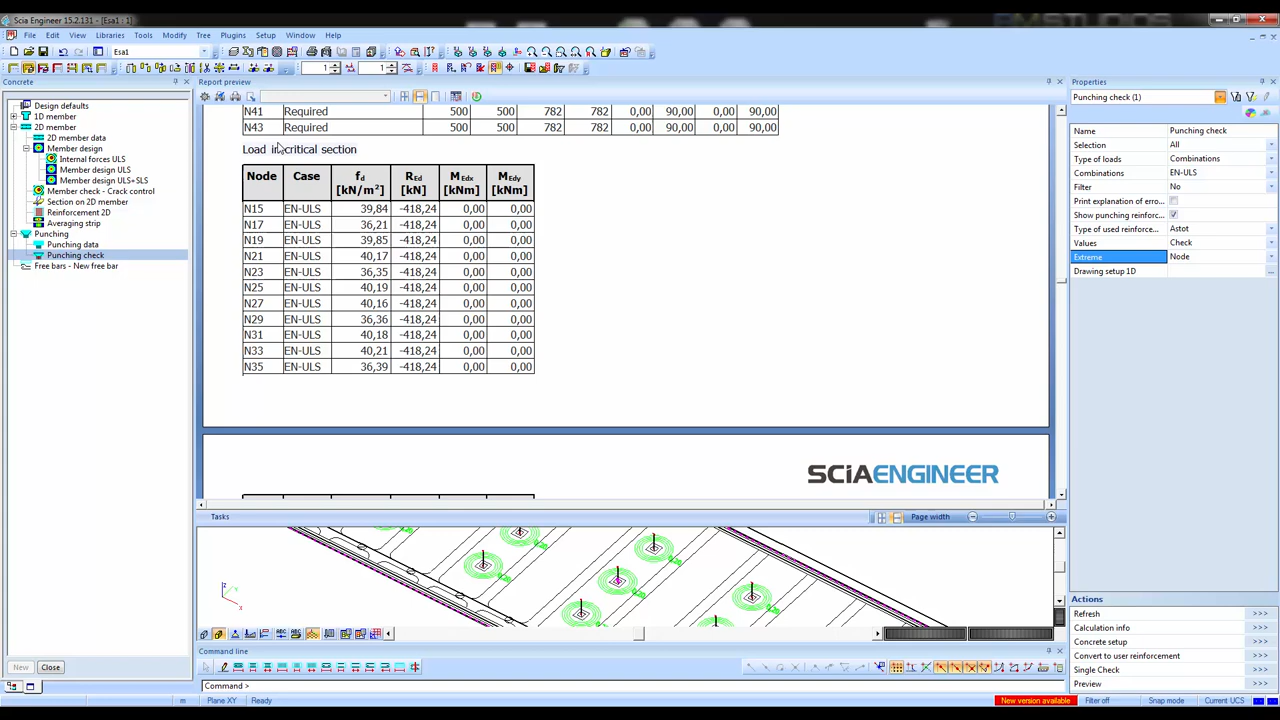 Scia Engineer 15.2.131 - [Esa1 : 1]
File Edit View Libraries Tools Modify Tree Plugins Setup Window Help
Esa1
1 1
Concrete
Design defaults
1D member
2D member
2D member data
Member design
Internal forces ULS
Member design ULS
Member design ULS+SLS
Member check - Crack control
Section on 2D member
Reinforcement 2D
Averaging strip
Punching
Punching data
Punching check
Free bars - New free bar
New Close
Report preview
N41 Required 500 500 782 782 0,00 90,00 0,00 90,00
N43 Required 500 500 782 782 0,00 90,00 0,00 90,00
Load in critical section
Node Case fd [kN/m²] REd [kN] MEdx [kNm] MEdy [kNm]
N15 EN-ULS 39,84 -418,24 0,00 0,00
N17 EN-ULS 36,21 -418,24 0,00 0,00
N19 EN-ULS 39,85 -418,24 0,00 0,00
N21 EN-ULS 40,17 -418,24 0,00 0,00
N23 EN-ULS 36,35 -418,24 0,00 0,00
N25 EN-ULS 40,19 -418,24 0,00 0,00
N27 EN-ULS 40,16 -418,24 0,00 0,00
N29 EN-ULS 36,36 -418,24 0,00 0,00
N31 EN-ULS 40,18 -418,24 0,00 0,00
N33 EN-ULS 40,21 -418,24 0,00 0,00
N35 EN-ULS 36,39 -418,24 0,00 0,00
SCIAENGINEER
Tasks
Page width
Command line
Command >
m Plane XY Ready
New version available Filter off Snap mode Current UCS
Properties
Punching check (1)
Name Punching check
Selection All
Type of loads Combinations
Combinations EN-ULS
Filter No
Print explanation of erro...
Show punching reinforc...
Type of used reinforce... Astot
Values Check
Extreme Node
Drawing setup 1D ...
Actions
Refresh >>>
Calculation info >>>
Concrete setup >>>
Convert to user reinforcement >>>
Single Check >>>
Preview >>>